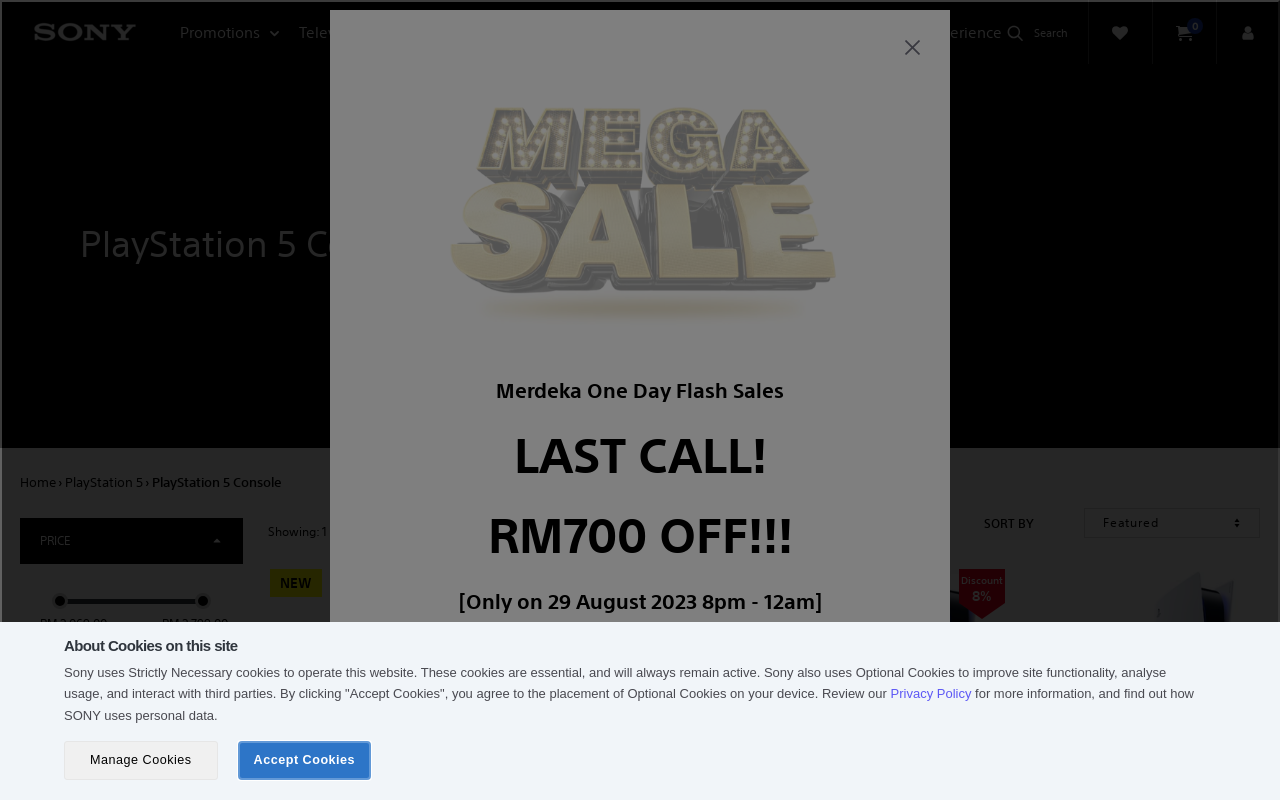 SONY
Promotions
Telev
erience
Search
0
MEGA
SALE
PlayStation 5 Co
Merdeka One Day Flash Sales
LAST CALL!
RM700 OFF!!!
[Only on 29 August 2023 8pm - 12am]
Home › PlayStation 5 › PlayStation 5 Console
PRICE
Showing: 1
SORT BY
Featured
NEW
Discount
8%
About Cookies on this site
Sony uses Strictly Necessary cookies to operate this website. These cookies are essential, and will always remain active. Sony also uses Optional Cookies to improve site functionality, analyse
usage, and interact with third parties. By clicking "Accept Cookies", you agree to the placement of Optional Cookies on your device. Review our Privacy Policy for more information, and find out how
SONY uses personal data.
Manage Cookies
Accept Cookies